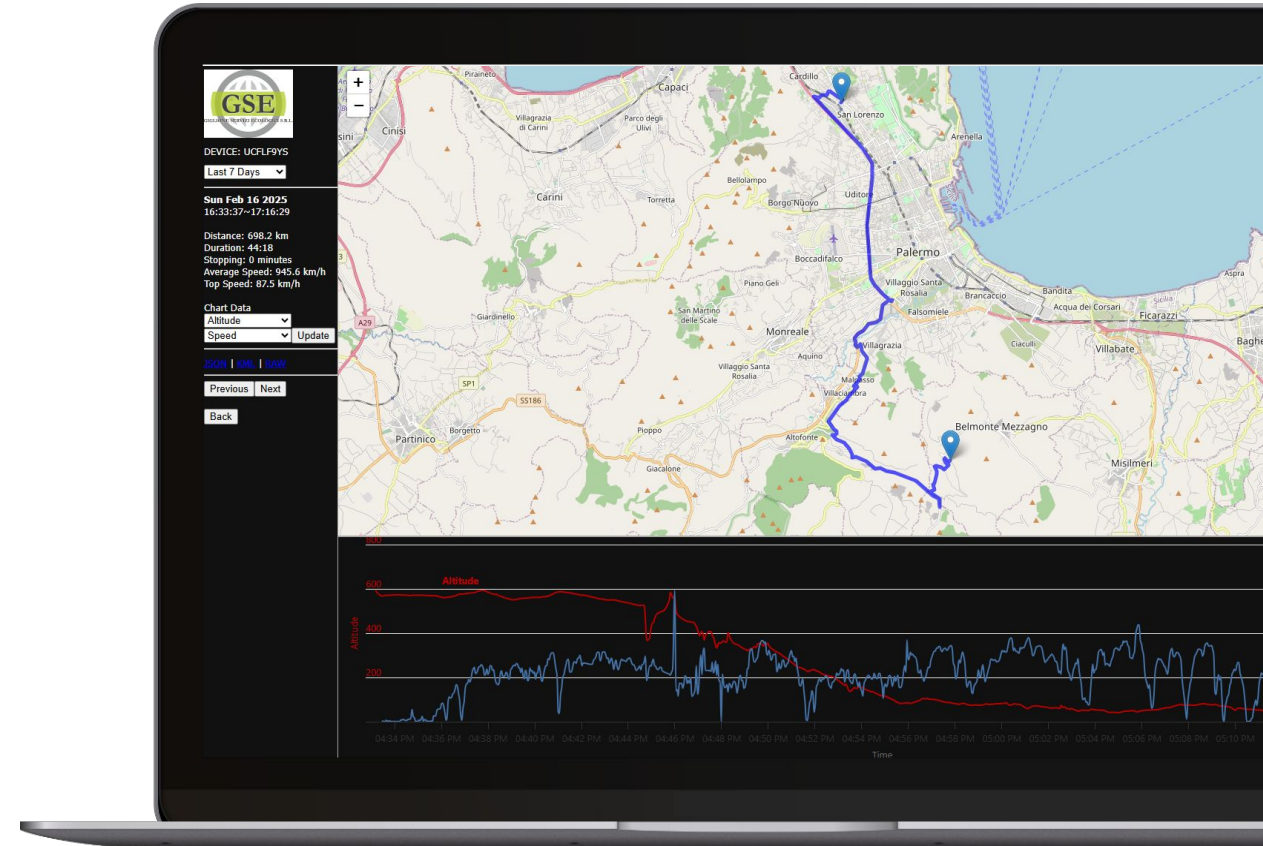 GSE
DEVICE: UCFLF9YS
Last 7 Days
Sun Feb 16 2025
16:33:37~17:16:29
Distance: 698.2 km
Duration: 44:18
Stopping: 0 minutes
Average Speed: 945.6 km/h
Top Speed: 87.5 km/h
Chart Data
Altitude
Speed
Update
JSON | KML | RAW
Previous Next
Back
+
−
Piraineto
Capaci
Cardillo
San Lorenzo
Villagrazia
di Carini
Parco degli
Ulivi
Cinisi
Arenella
Bellolampo
Carini
Torretta
Borgo Nuovo
Uditore
Boccadifalco
Palermo
Piano Geli
Villaggio Santa
Rosalia
Brancaccio
Bandita
Aspra
Acqua dei Corsari
Sicilia
Ficarazzi
Giardinello
San Martino
delle Scale
Falsomiele
A29
Monreale
Villagrazia
Ciaculli
Villabate
Baghe
Aquino
Villaggio Santa
Rosalia
SP1
SS186
Villaciambra
Pioppo
Altofonte
Belmonte Mezzagno
Borgetto
Partinico
Giacalone
Misilmeri
800
600
Altitude
400
200
Altitude
04:34 PM 04:36 PM 04:38 PM 04:40 PM 04:42 PM 04:44 PM 04:46 PM 04:48 PM 04:50 PM 04:52 PM 04:54 PM 04:56 PM 04:58 PM 05:00 PM 05:02 PM 05:04 PM 05:06 PM 05:08 PM 05:10 PM
Time